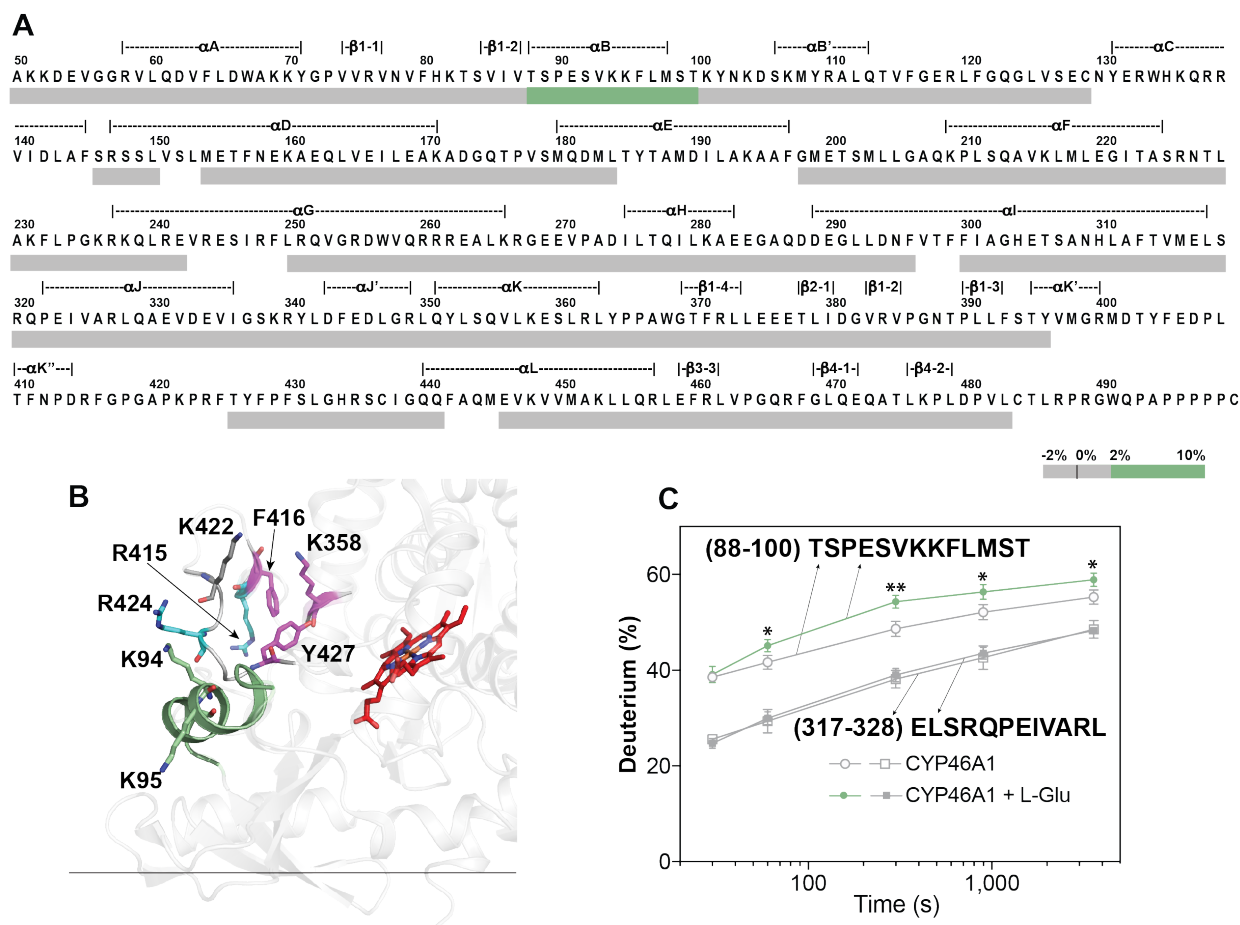 A
|-----------------------αA-----------------------| |-β1-1| |-β1-2| |-----------αB-----------| |------αB’------| |----------αC----------
50 60 70 80 90 100 110 120 130
AKKDEVGGRVLQDVFLDWAKKYGPVVRVNVFHKTSVIVTSPESVKKFLMSTKYNKDSKMYRALQTVFGERLFGQGLVSECNYERWHKQRR
-----------------| |-----------------------------αD-----------------------------| |-----------------αE-----------------| |-----------------αF---------------|
140 150 160 170 180 190 200 210 220
VIDLAFSRSSLVSLMETFNEKAEQLVEILEAKADGQTPVSMQDMLTYTAMDILAKAAFGMETSMLLGAQKPLSQAVKLMLEGITASRNTL
|---------------------------------αG-----------------------------------| |------αH------| |---------------------------αI---------------------------|
230 240 250 260 270 280 290 300 310
AKFLPGKRKQLREVRESIRFLRQVGRDWVQRRREALKRGEEVPADILTQILKAEEGAQDDEGLLDNFVTFFIAGHETSANHLAFTVMELS
|--------------αJ---------------| |-----αJ’-----| |-------------αK-------------| |--β1-4--| |β2-1| |β1-2| |-β1-3| |---αK’---|
320 330 340 350 360 370 380 390 400
RQPEIVARLQAEVDEVIGSKRYLDFEDLGRLQYLSQVLKESLRLYPPAWGTFRLLEEETLIDGVRVPGNTPLLFSTYVMGRMDTYFEDPL
|--αK”---| |-----------------αL---------------------| |-β3-3| |-β4-1-| |-β4-2-|
410 420 430 440 450 460 470 480 490
TFNPDRFGPGAPKPRFTYFPFSLGHRSCIGQQFAQMEVKVVMAKLLQRLEFRLVPGQRFGLQEQATLKPLDPVLCTLRPRGWQPAPPPPPC
-2% 0% 2% 10%
B
K422
F416
K358
R415
R424
K94
Y427
K95
C
(88-100) TSPESVKKFLMST
* ** * *
(317-328) ELSRQPEIVARL
CYP46A1
CYP46A1 + L-Glu
Deuterium (%)
60
40
20
0
100 1,000
Time (s)